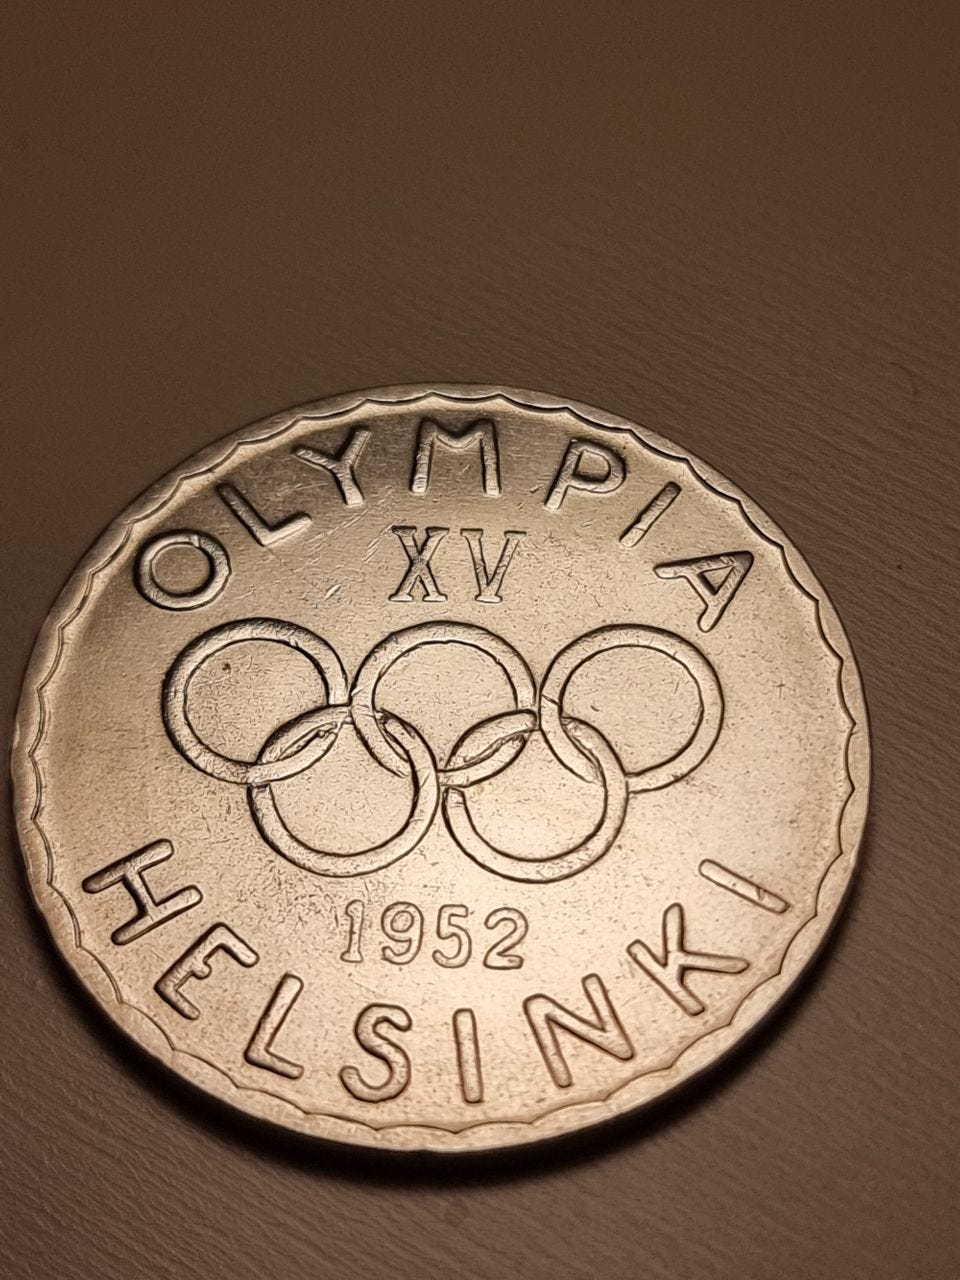 OLYMPIA
XV
1952
HELSINKI